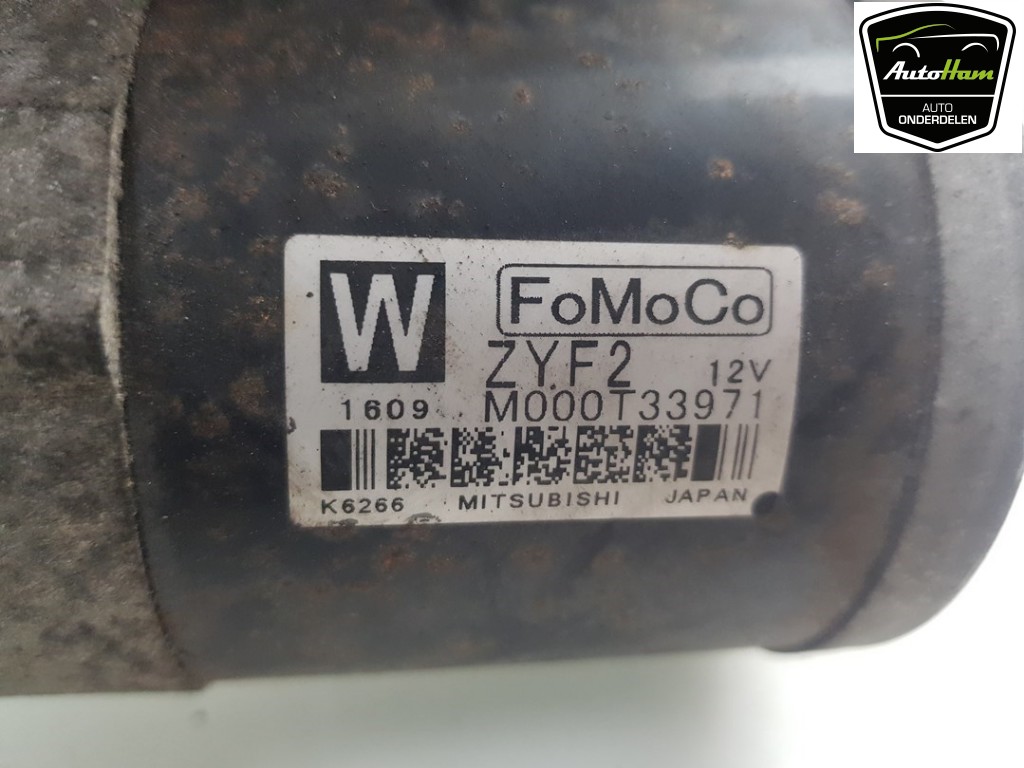 AutoHam
AUTO
ONDERDELEN
W FoMoCo
ZYF2 12V
1609 M000T33971
K6266 MITSUBISHI JAPAN